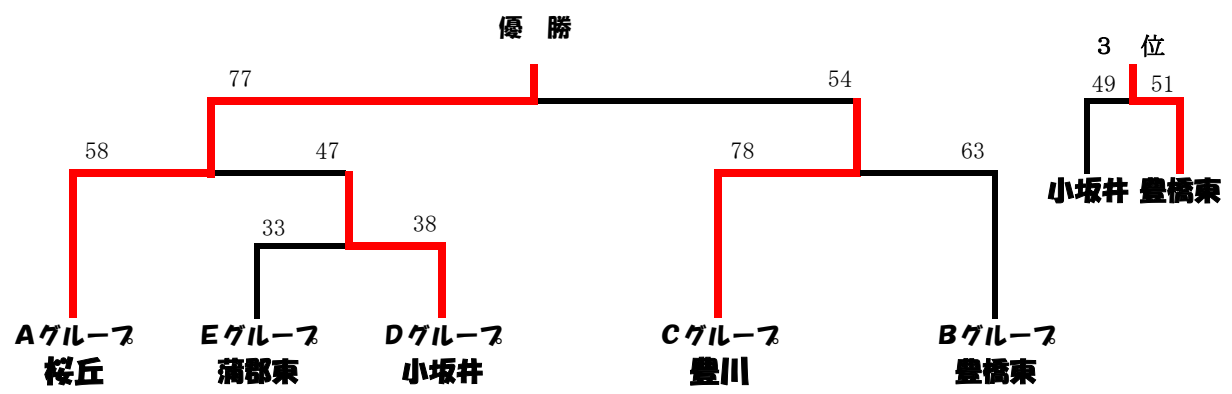 優 勝
3 位
77
54
49
51
58
47
78
63
小坂井
豊橋東
33
38
Aグループ
Eグループ
Dグループ
Cグループ
Bグループ
桜丘
蒲郡東
小坂井
豊川
豊橋東